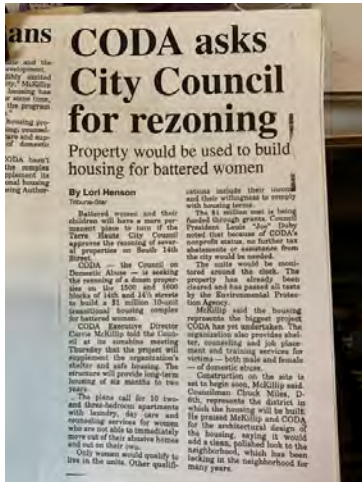 ans
CODA asks
City Council
for rezoning
Property would be used to build
housing for battered women
By Lori Henson
Tribune-Star
Battered women and their
children will have a more per-
manent place to turn if the
Terre Haute City Council
approves the rezoning of sever-
al properties on South 14th
Street.
CODA — the Council on
Domestic Abuse — is seeking
the rezoning of a dozen proper-
ties on the 1500 and 1600
blocks of 14th and 14½ streets
to build a $1 million 10-unit
transitional housing complex
for battered women.
CODA Executive Director
Carrie McKillip told the Coun-
cil at its sunshine meeting
Thursday that the project will
supplement the organization's
shelter and safe housing. The
structure will provide long-term
housing of six months to two
years.
The plans call for 10 two-
and three-bedroom apartments
with laundry, day care and
counseling services for women
who are not able to immediately
move out of their abusive homes
and out on their own.
Only women would qualify to
live in the units. Other qualifi-
cations include their income
and their willingness to comply
with housing terms.
The $1 million cost is being
funded through grants. Council
President Louis "Joe" Duby
noted that because of CODA's
nonprofit status, no further tax
abatements or assistance from
the city would be needed.
The units would be monit-
ored around the clock. The
property has already been
cleared and has passed all tests
by the Environmental Protec-
tion Agency.
McKillip said the housing
represents the biggest project
CODA has yet undertaken. The
organization also provides shel-
ter, counseling and job place-
ment and training services for
victims — both male and female
— of domestic abuse.
Construction on the site is
set to begin soon, McKillip said.
Councilman Chuck Miles, D-
6th, represents the district in
which the housing will be built.
He praised McKillip and CODA
for the architectural design of
the housing, saying it would
add a clean, polished look to the
neighborhood, which has been
lacking in the neighborhood for
many years.